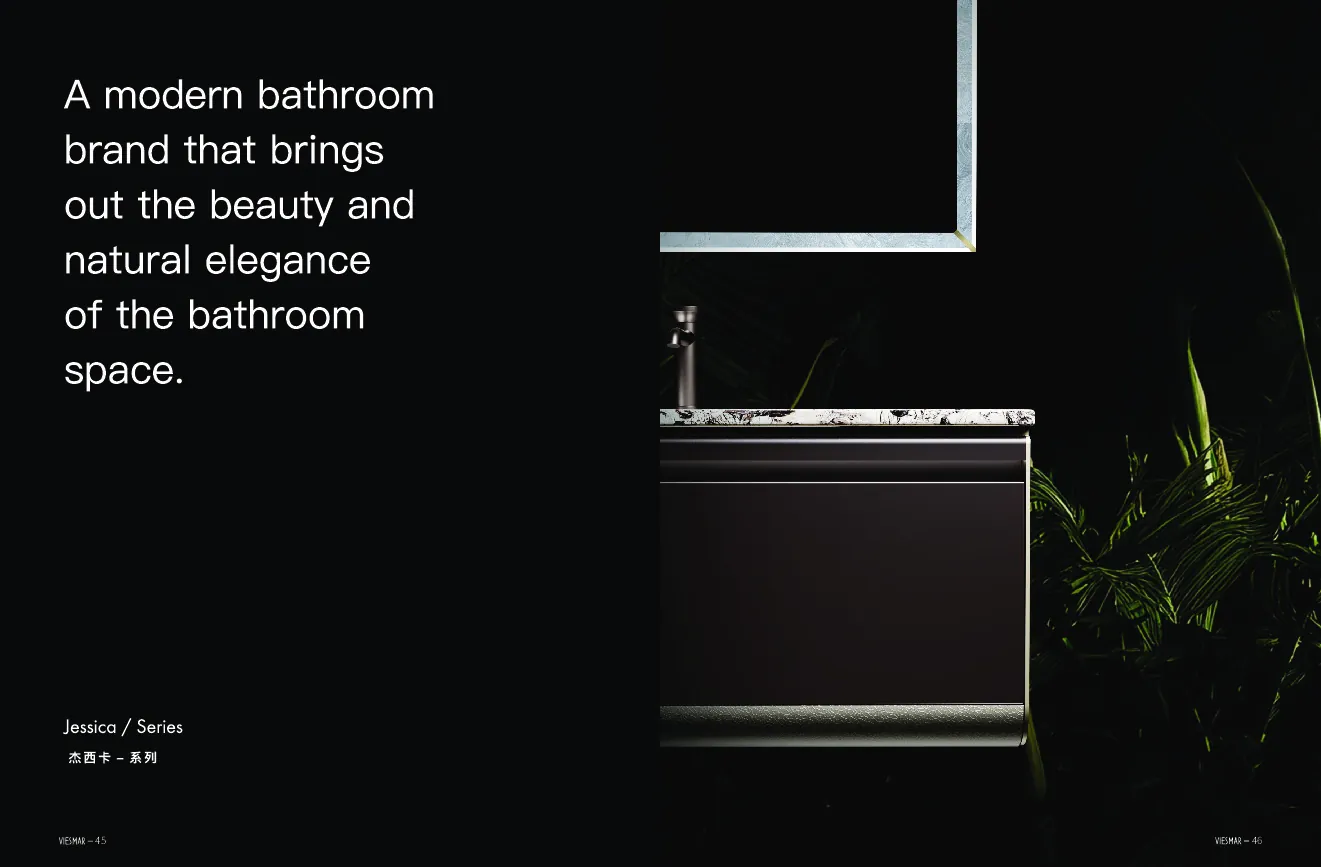 A modern bathroom
brand that brings
out the beauty and
natural elegance
of the bathroom
space.
Jessica / Series
杰西卡 – 系列
VIESMAR – 45
VIESMAR – 46